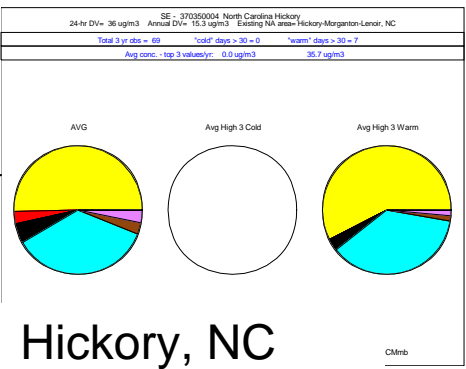 SE - 370350004 North Carolina Hickory
24-hr DV= 36 ug/m3 Annual DV= 15.3 ug/m3 Existing NA area= Hickory-Morganton-Lenoir, NC
Total 3 yr obs = 69 "cold" days > 30 = 0 "warm" days > 30 = 7
Avg conc. - top 3 values/yr: 0.0 ug/m3 35.7 ug/m3
AVG Avg High 3 Cold Avg High 3 Warm
Hickory, NC
CMmb